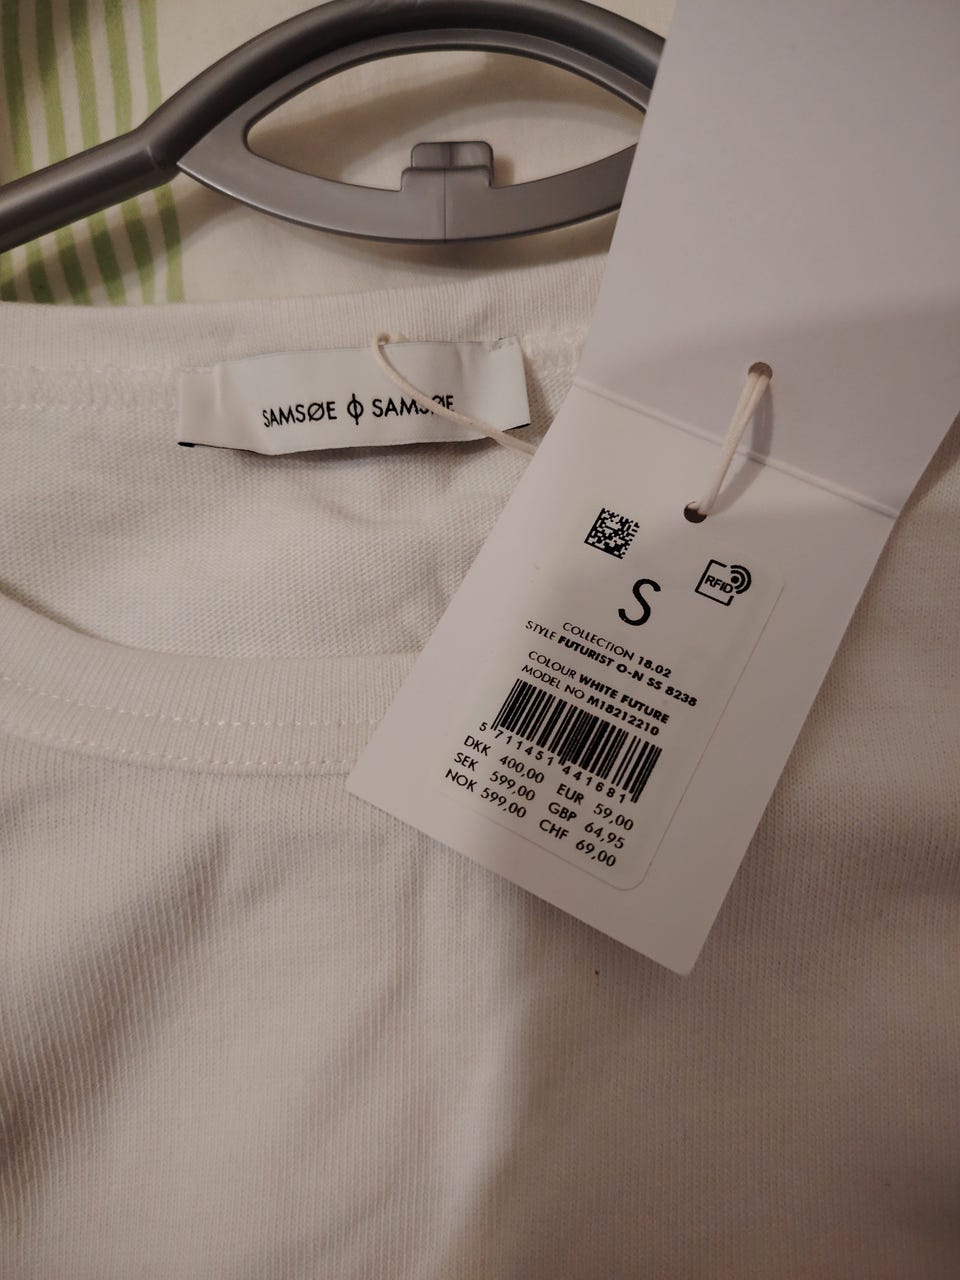 SAMSØE ɸ SAMSØE
RFID
S
COLLECTION 18.02
STYLE FUTURIST O-N SS 8238
COLOUR WHITE FUTURE
MODEL NO M18212210
5 711451 441681
DKK 400,00 EUR 59,00
SEK 599,00 GBP 64,95
NOK 599,00 CHF 69,00